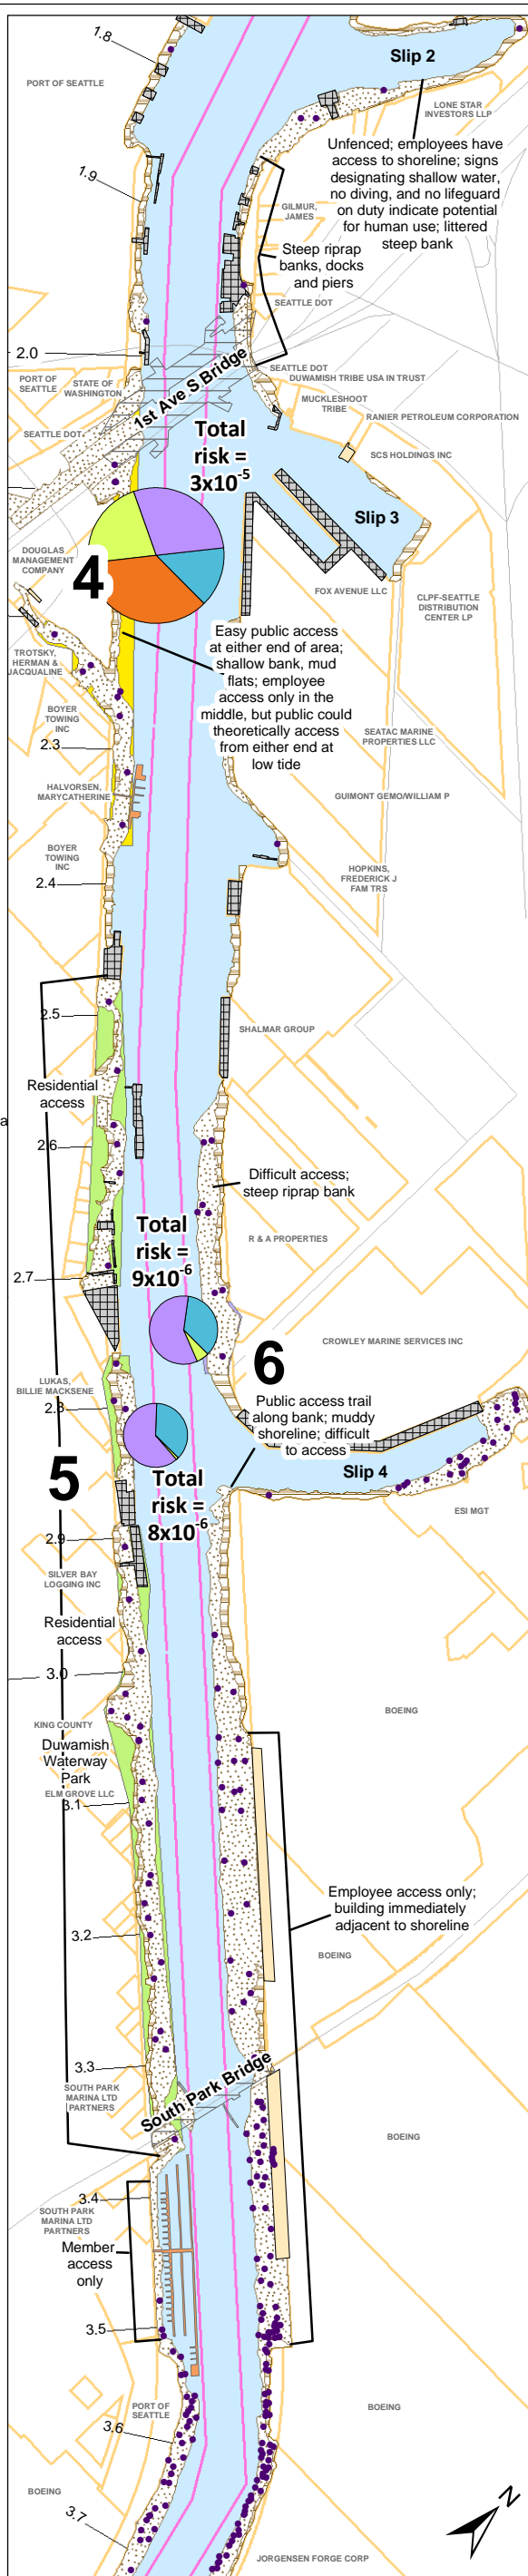 1.8
Slip 2
PORT OF SEATTLE
LONE STAR
INVESTORS LLP
Unfenced; employees have
access to shoreline; signs
designating shallow water,
no diving, and no lifeguard
on duty indicate potential
for human use; littered
steep bank
1.9
GILMUR,
JAMES
Steep riprap
banks, docks
and piers
SEATTLE DOT
2.0
1st Ave S Bridge
SEATTLE DOT
DUWAMISH TRIBE USA IN TRUST
PORT OF
SEATTLE
STATE OF
WASHINGTON
MUCKLESHOOT
TRIBE
RANIER PETROLEUM CORPORATION
SEATTLE DOT
Total
risk =
3x10-5
SCS HOLDINGS INC
Slip 3
DOUGLAS
MANAGEMENT
COMPANY
4
FOX AVENUE LLC
CLPF-SEATTLE
DISTRIBUTION
CENTER LP
Easy public access
at either end of area;
shallow bank, mud
flats; employee
access only in the
middle, but public could
theoretically access
from either end at
low tide
TROTSKY,
HERMAN &
JACQUALINE
BOYER
TOWING
INC
2.3
SEATAC MARINE
PROPERTIES LLC
HALVORSEN,
MARYCATHERINE
GUIMONT GEMO/WILLIAM P
BOYER
TOWING
INC
2.4
HOPKINS,
FREDERICK J
FAM TRS
2.5
SHALMAR GROUP
Residential
access
a
2.6
Difficult access;
steep riprap bank
Total
risk =
9x10-6
R & A PROPERTIES
2.7
CROWLEY MARINE SERVICES INC
6
LUKAS,
BILLIE MACKSENE
2.8
Public access trail
along bank; muddy
shoreline; difficult
to access
5
Slip 4
Total
risk =
8x10-6
ESI MGT
2.9
SILVER BAY
LOGGING INC
Residential
access
3.0
BOEING
KING COUNTY
Duwamish
Waterway
Park
ELM GROVE LLC
3.1
Employee access only;
building immediately
adjacent to shoreline
3.2
BOEING
3.3
South Park Bridge
SOUTH PARK
MARINA LTD
PARTNERS
BOEING
3.4
SOUTH PARK
MARINA LTD
PARTNERS
Member
access
only
3.5
PORT OF
SEATTLE
BOEING
3.6
BOEING
N
3.7
JORGENSEN FORGE CORP